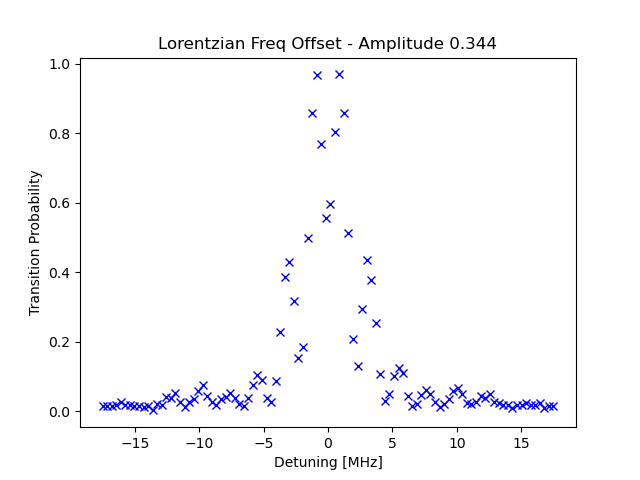 Lorentzian Freq Offset - Amplitude 0.344
1.0
0.8
0.6
0.4
0.2
0.0
Transition Probability
−15 −10 −5 0 5 10 15
Detuning [MHz]